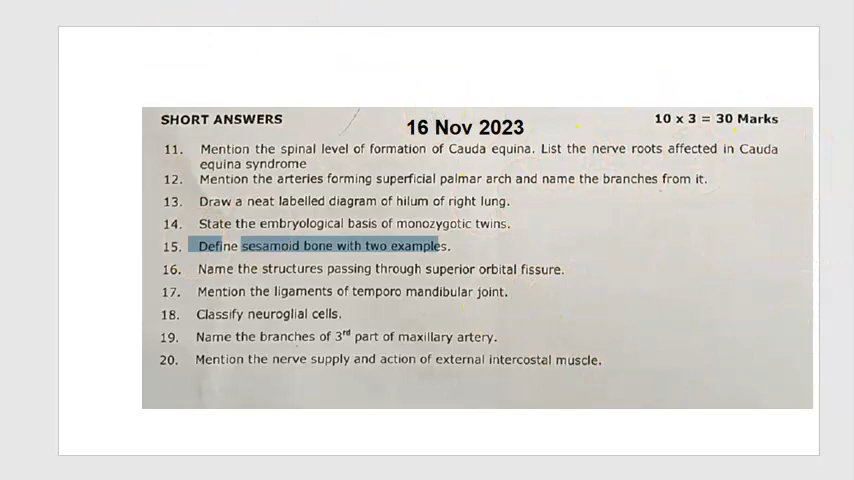 SHORT ANSWERS 16 Nov 2023 10 x 3 = 30 Marks
11. Mention the spinal level of formation of Cauda equina. List the nerve roots affected in Cauda
equina syndrome
12. Mention the arteries forming superficial palmar arch and name the branches from it.
13. Draw a neat labelled diagram of hilum of right lung.
14. State the embryological basis of monozygotic twins.
15. Define sesamoid bone with two examples.
16. Name the structures passing through superior orbital fissure.
17. Mention the ligaments of temporo mandibular joint.
18. Classify neuroglial cells.
19. Name the branches of 3rd part of maxillary artery.
20. Mention the nerve supply and action of external intercostal muscle.